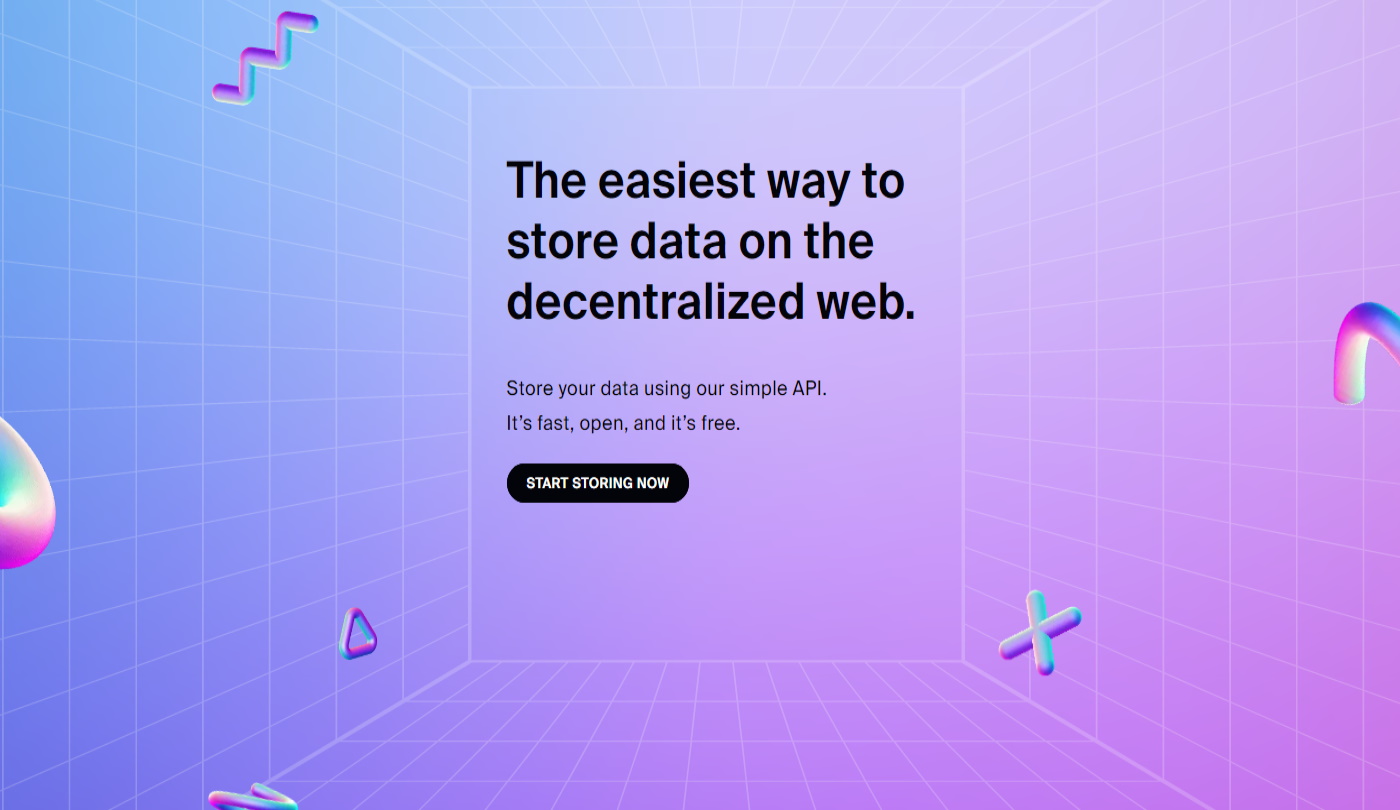 The easiest way to
store data on the
decentralized web.
Store your data using our simple API.
It’s fast, open, and it’s free.
START STORING NOW